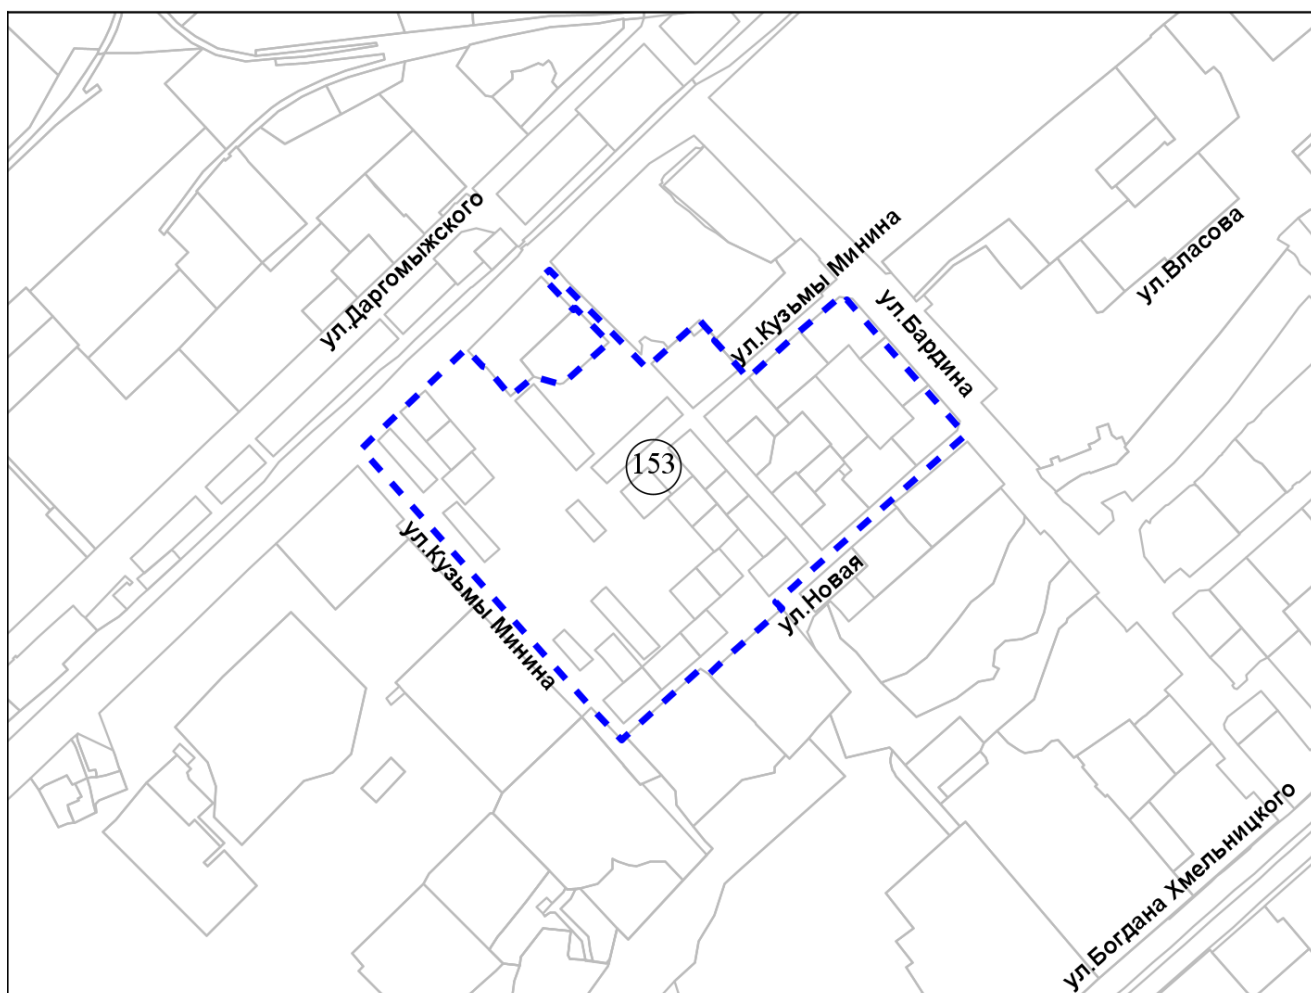 ул.Даргомыжского
ул.Кузьмы Минина
ул.Власова
ул.Бардина
153
ул.Кузьмы Минина
ул.Новая
ул.Богдана Хмельницкого